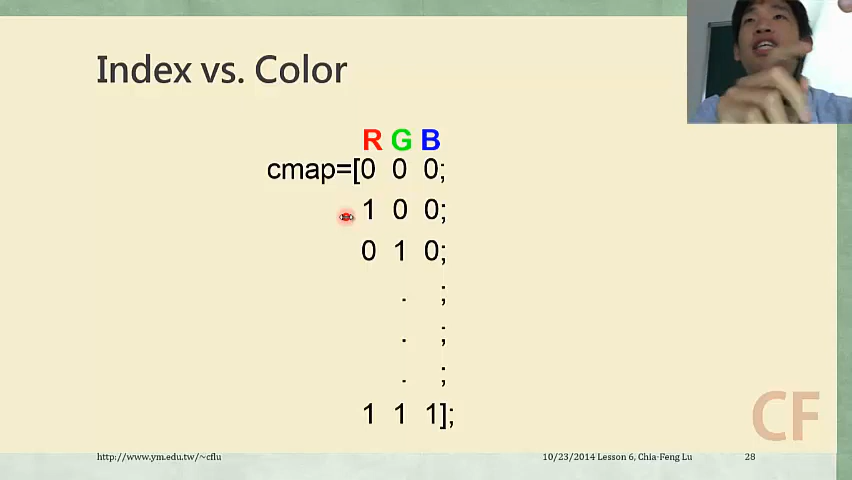 Index vs. Color
R G B
cmap=[0 0 0;
1 0 0;
0 1 0;
. ;
. ;
. ;
1 1 1];
CF
http://www.ym.edu.tw/~cflu 10/23/2014 Lesson 6, Chia-Feng Lu 28